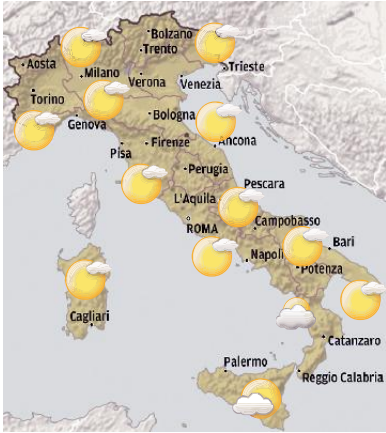 Bolzano
Trento
Aosta
Milano
Trieste
Verona
Venezia
Torino
Genova
Bologna
Pisa
Firenze
Ancona
Perugia
L'Aquila
Pescara
ROMA
Campobasso
Bari
Napoli
Potenza
Cagliari
Catanzaro
Palermo
Reggio Calabria